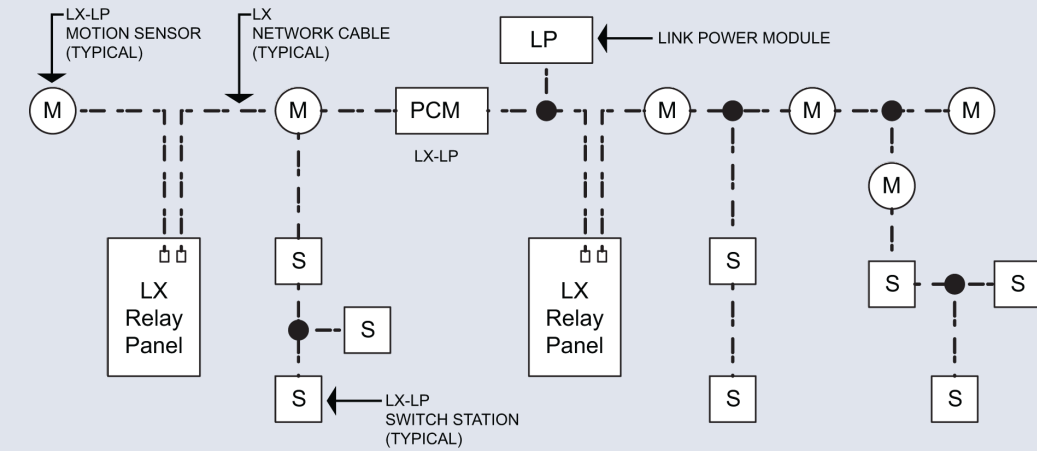 LX-LP
MOTION SENSOR
(TYPICAL)
LX
NETWORK CABLE
(TYPICAL)
LP
LINK POWER MODULE
M
M
PCM
LX-LP
M
M
M
M
LX
Relay
Panel
S
S
S
LX-LP
SWITCH STATION
(TYPICAL)
LX
Relay
Panel
S
S
S
S
S